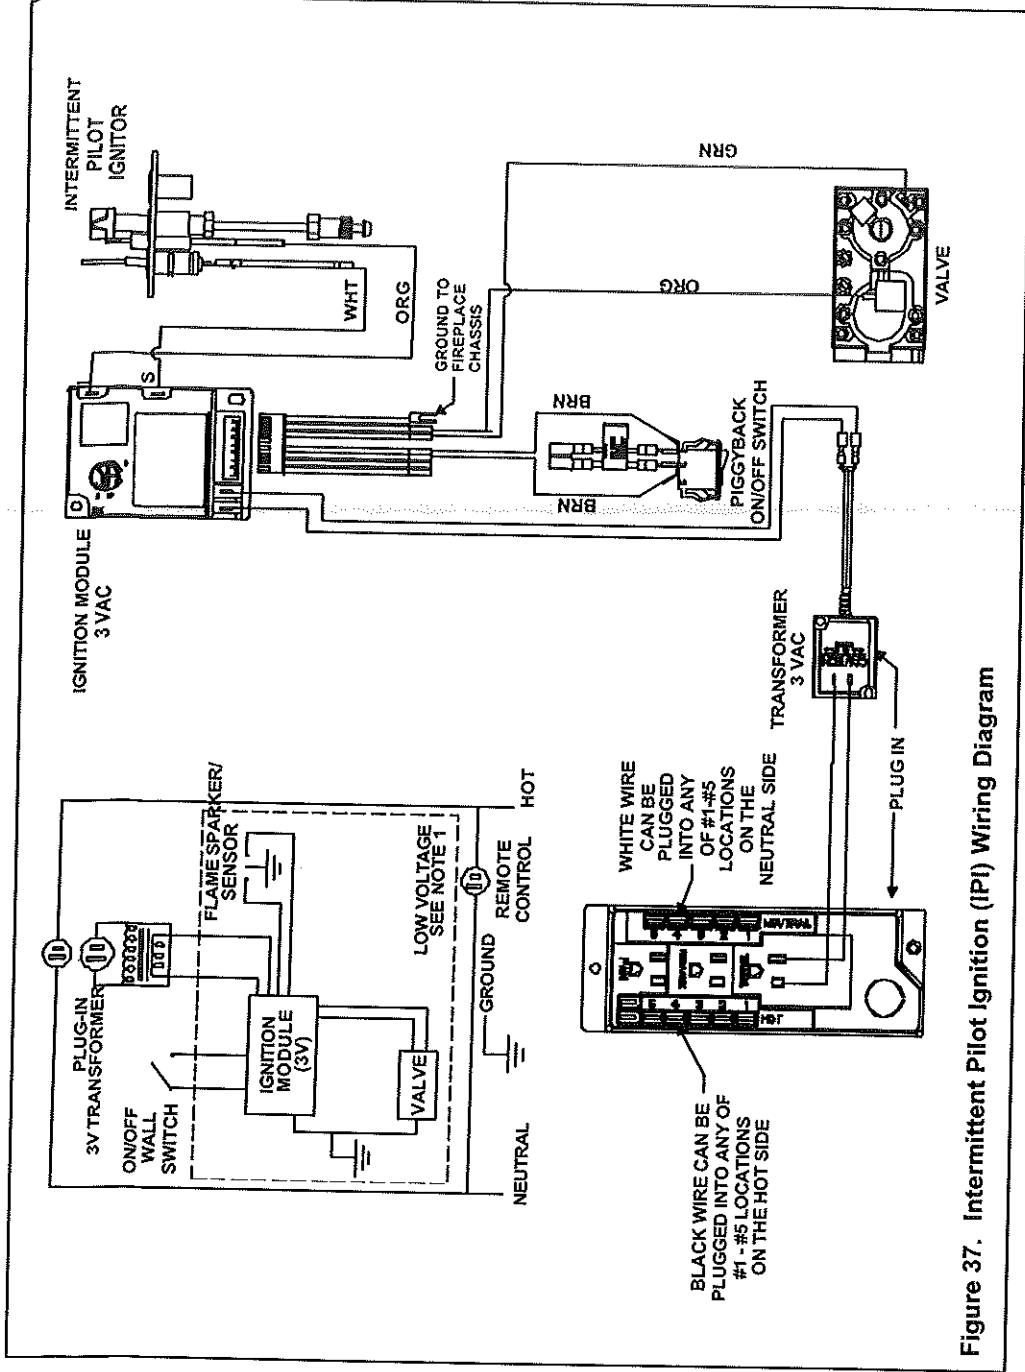 INTERMITTENT
PILOT
IGNITOR
IGNITION MODULE
3 VAC
S
WHT
ORG
GROUND TO
FIREPLACE
CHASSIS
BRN
BRN
PIGGYBACK
ON/OFF SWITCH
ORG
GRN
VALVE
TRANSFORMER
3 VAC
PLUG IN
PLUG-IN
3V TRANSFORMER
ON/OFF
WALL
SWITCH
FLAME SPARKER/
SENSOR
IGNITION
MODULE
(3V)
VALVE
LOW VOLTAGE
SEE NOTE 1
GROUND
NEUTRAL
HOT
REMOTE
CONTROL
WHITE WIRE
CAN BE
PLUGGED
INTO ANY
OF #1-#5
LOCATIONS
ON THE
NEUTRAL SIDE
BLACK WIRE CAN BE
PLUGGED INTO ANY OF
#1 - #5 LOCATIONS
ON THE HOT SIDE
5 4 3 2 1
HOT
5 4 3 2 1
Figure 37. Intermittent Pilot Ignition (IPI) Wiring Diagram